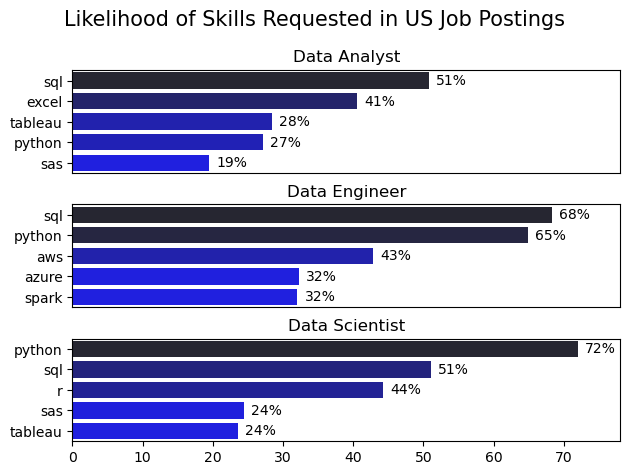 Likelihood of Skills Requested in US Job Postings
Data Analyst
sql 51%
excel 41%
tableau 28%
python 27%
sas 19%
Data Engineer
sql 68%
python 65%
aws 43%
azure 32%
spark 32%
Data Scientist
python 72%
sql 51%
r 44%
sas 24%
tableau 24%
0 10 20 30 40 50 60 70